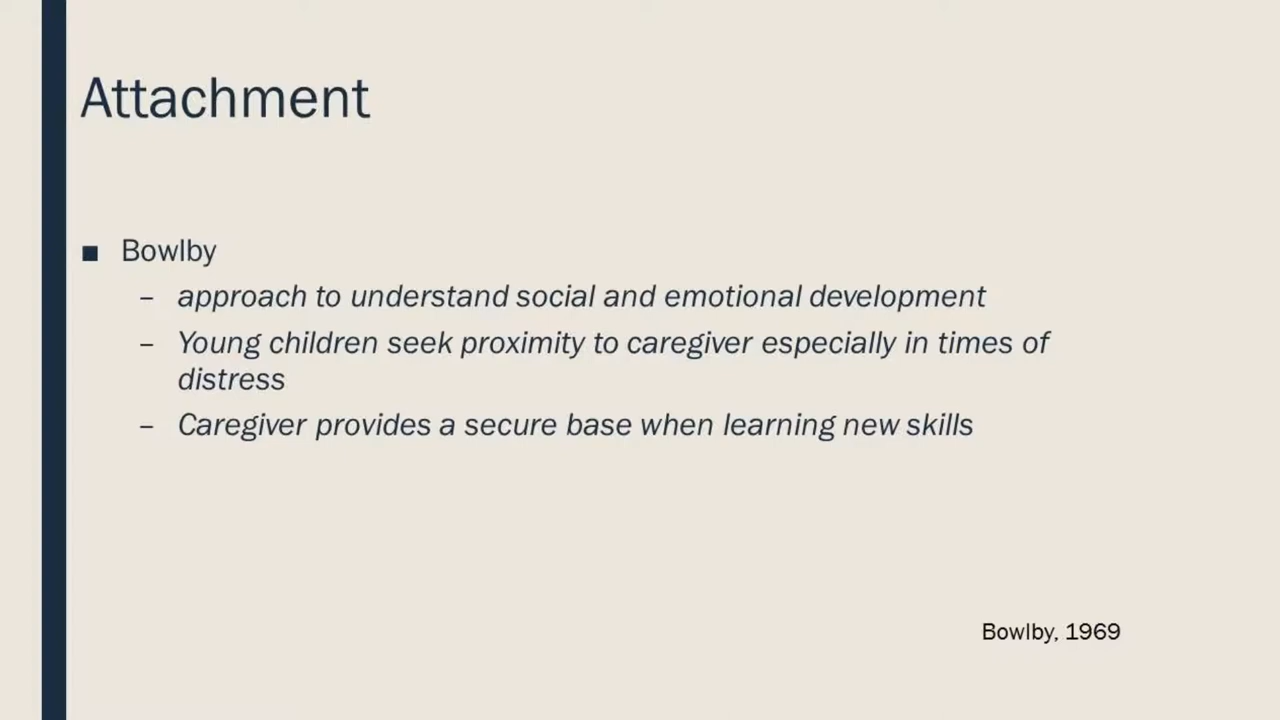 Attachment
■ Bowlby
– approach to understand social and emotional development
– Young children seek proximity to caregiver especially in times of
distress
– Caregiver provides a secure base when learning new skills
Bowlby, 1969